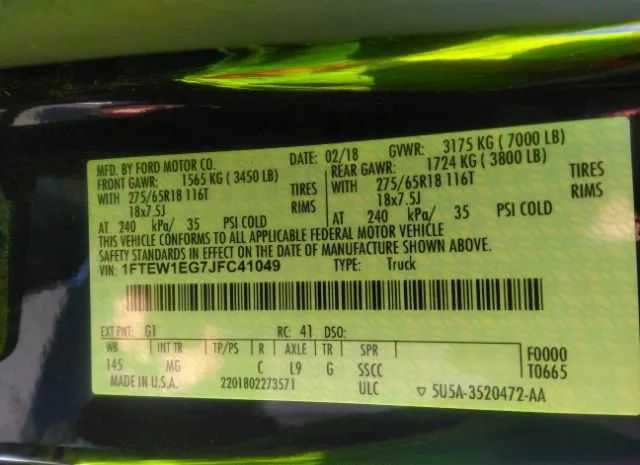 MFD. BY FORD MOTOR CO. DATE: 02/18 GVWR: 3175 KG ( 7000 LB)
FRONT GAWR: 1565 KG ( 3450 LB) REAR GAWR: 1724 KG ( 3800 LB)
WITH 275/65R18 116T TIRES WITH 275/65R18 116T TIRES
18x7.5J RIMS 18x7.5J RIMS
AT 240 kPa/ 35 PSI COLD AT 240 kPa/ 35 PSI COLD
THIS VEHICLE CONFORMS TO ALL APPLICABLE FEDERAL MOTOR VEHICLE
SAFETY STANDARDS IN EFFECT ON THE DATE OF MANUFACTURE SHOWN ABOVE.
VIN: 1FTEW1EG7JFC41049 TYPE: Truck
EXT PNT: G1 RC: 41 DSO:
WB INT TR TP/PS R AXLE TR SPR F0000
145 MG C L9 G SSCC T0665
MADE IN U.S.A. 2201802273571 ULC ▽ 5U5A-3520472-AA